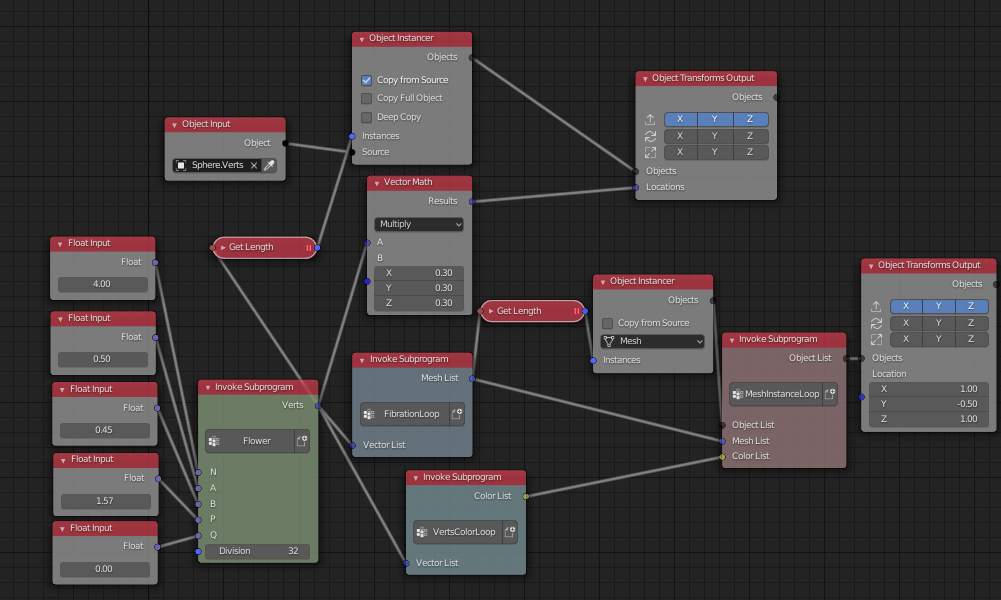 Object Instancer
Objects
Copy from Source
Copy Full Object
Deep Copy
Instances
Source
Object Transforms Output
Objects
X Y Z
X Y Z
X Y Z
Objects
Locations
Object Input
Object
Sphere.Verts
Vector Math
Results
Multiply
A
B
X 0.30
Y 0.30
Z 0.30
Get Length
Float Input
Float
4.00
Float Input
Float
0.50
Float Input
Float
0.45
Float Input
Float
1.57
Float Input
Float
0.00
Invoke Subprogram
Verts
Flower
N
A
B
P
Q
Division 32
Invoke Subprogram
Mesh List
FibrationLoop
Vector List
Invoke Subprogram
Color List
VertsColorLoop
Vector List
Get Length
Object Instancer
Objects
Copy from Source
Mesh
Instances
Invoke Subprogram
Object List
MeshInstanceLoop
Object List
Mesh List
Color List
Object Transforms Output
Objects
X Y Z
X Y Z
X Y Z
Objects
Location
X 1.00
Y -0.50
Z 1.00